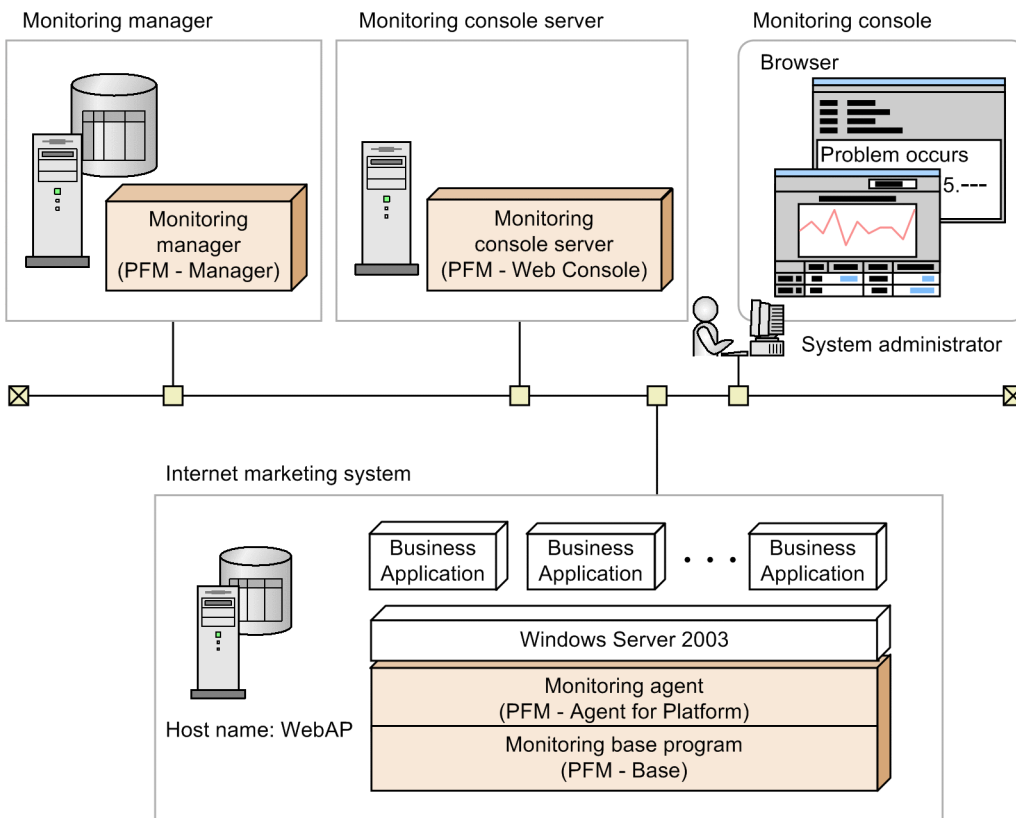 Monitoring manager
Monitoring console server
Monitoring console
Browser
Problem occurs
5.---
Monitoring
manager
(PFM - Manager)
Monitoring
console server
(PFM - Web Console)
System administrator
Internet marketing system
Business
Application
Business
Application
. . .
Business
Application
Windows Server 2003
Monitoring agent
(PFM - Agent for Platform)
Host name: WebAP
Monitoring base program
(PFM - Base)